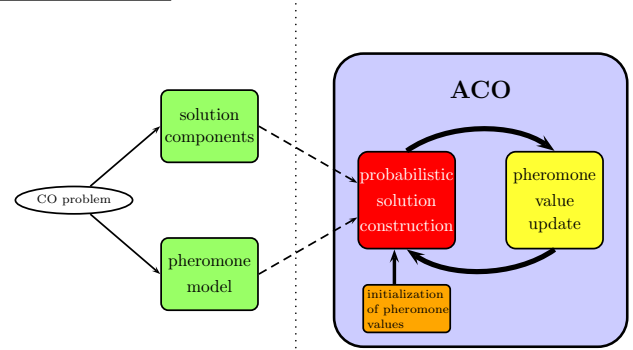 ACO
solution
components
probabilistic
solution
construction
pheromone
value
update
CO problem
pheromone
model
initialization
of pheromone
values